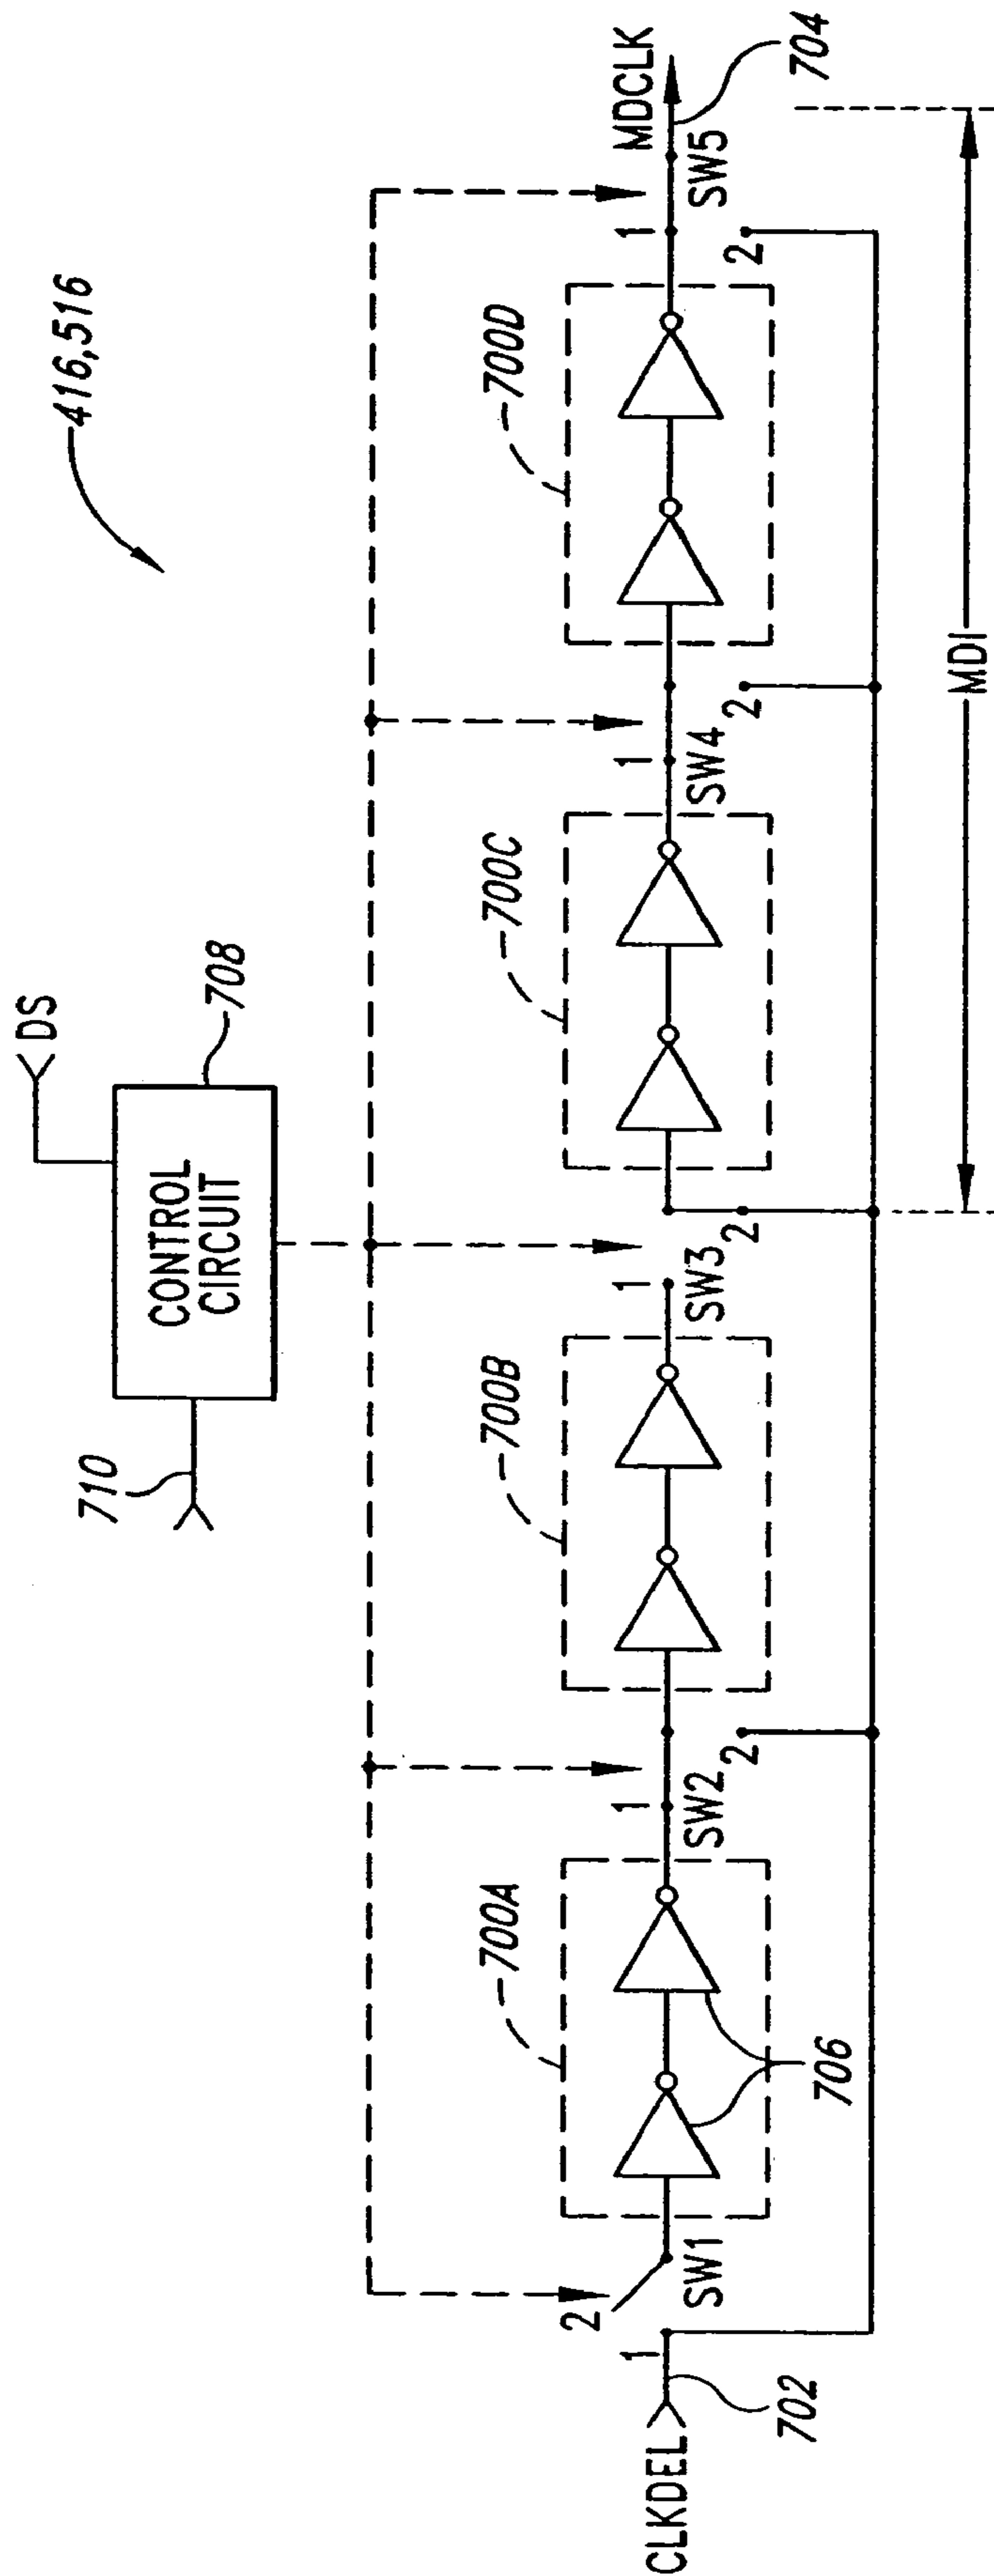 416,516
DS
CONTROL
CIRCUIT
708
710
700A
700B
700C
700D
MDCLK
704
CLKDEL
702
1
2
SW1
706
1
SW2
2
1
SW3
2
1
SW4
2
1
SW5
2
MDI